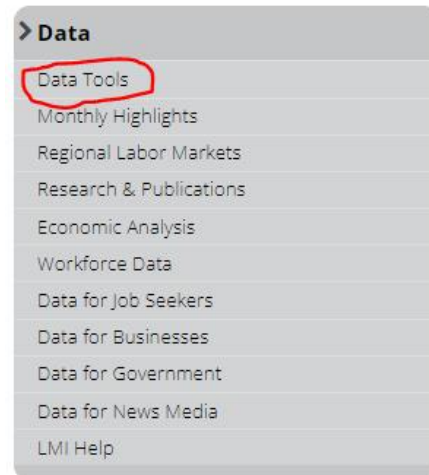 Data
Data Tools
Monthly Highlights
Regional Labor Markets
Research & Publications
Economic Analysis
Workforce Data
Data for Job Seekers
Data for Businesses
Data for Government
Data for News Media
LMI Help